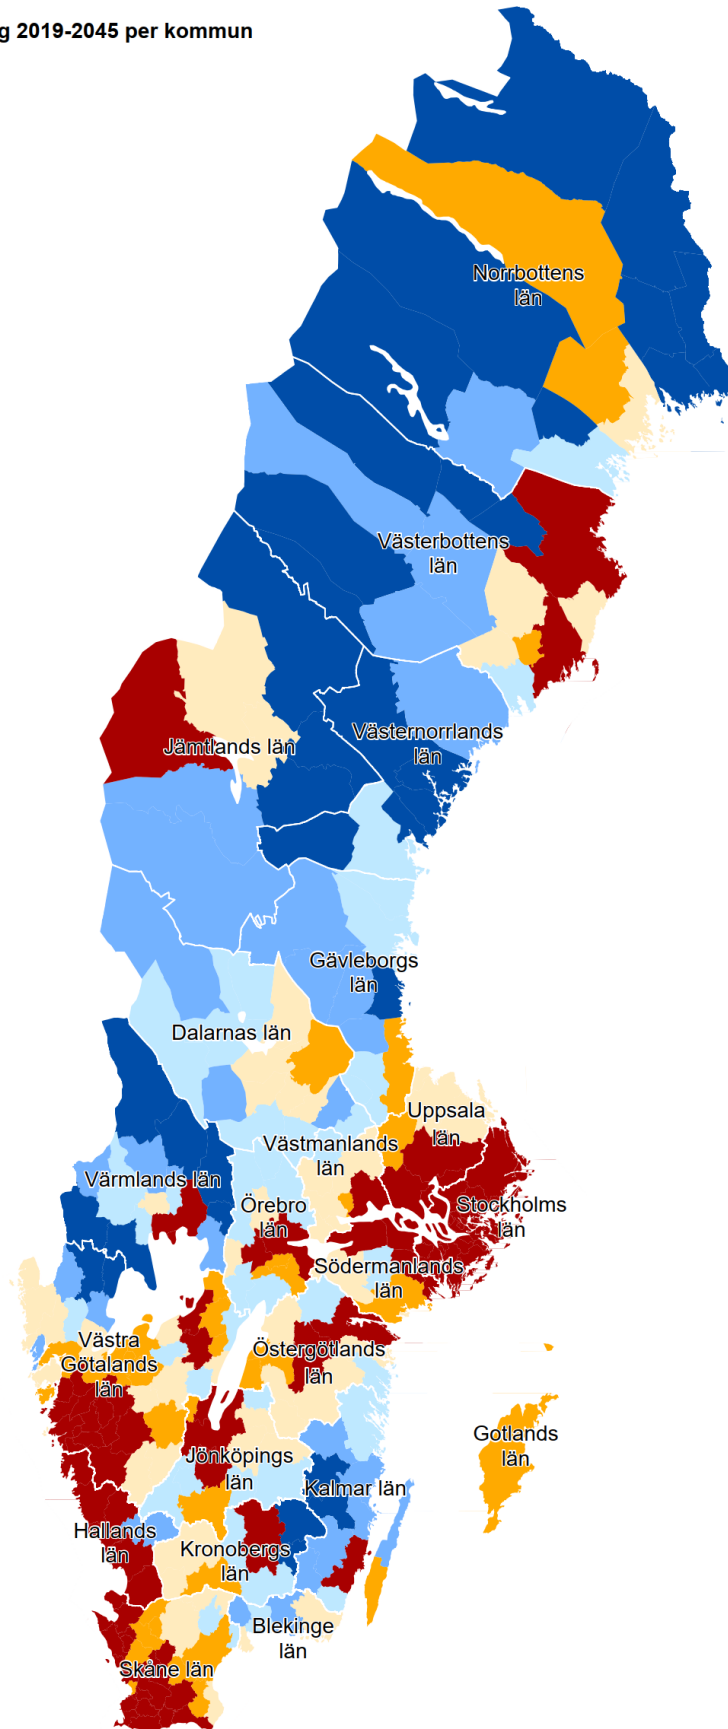 g 2019-2045 per kommun
Norrbottens
län
Västerbottens
län
Västernorrlands
län
Jämtlands län
Gävleborgs
län
Dalarnas län
Uppsala
län
Västmanlands
län
Värmlands län
Örebro
län
Stockholms
län
Södermanlands
län
Västra
Götalands
län
Östergötlands
län
Gotlands
län
Jönköpings
län
Kalmar län
Hallands
län
Kronobergs
län
Blekinge
län
Skåne län